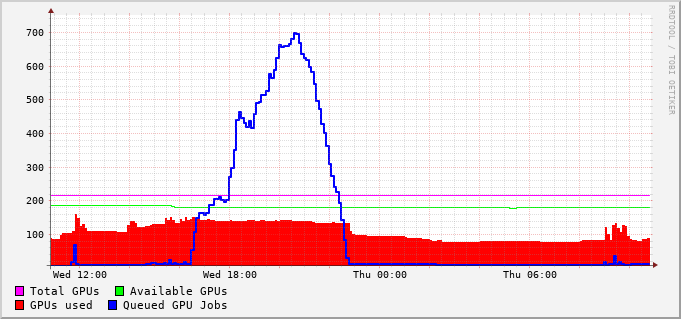 RRDTOOL / TOBI OETIKER
700
600
500
400
300
200
100
Wed 12:00 Wed 18:00 Thu 00:00 Thu 06:00
Total GPUs Available GPUs
GPUs used Queued GPU Jobs